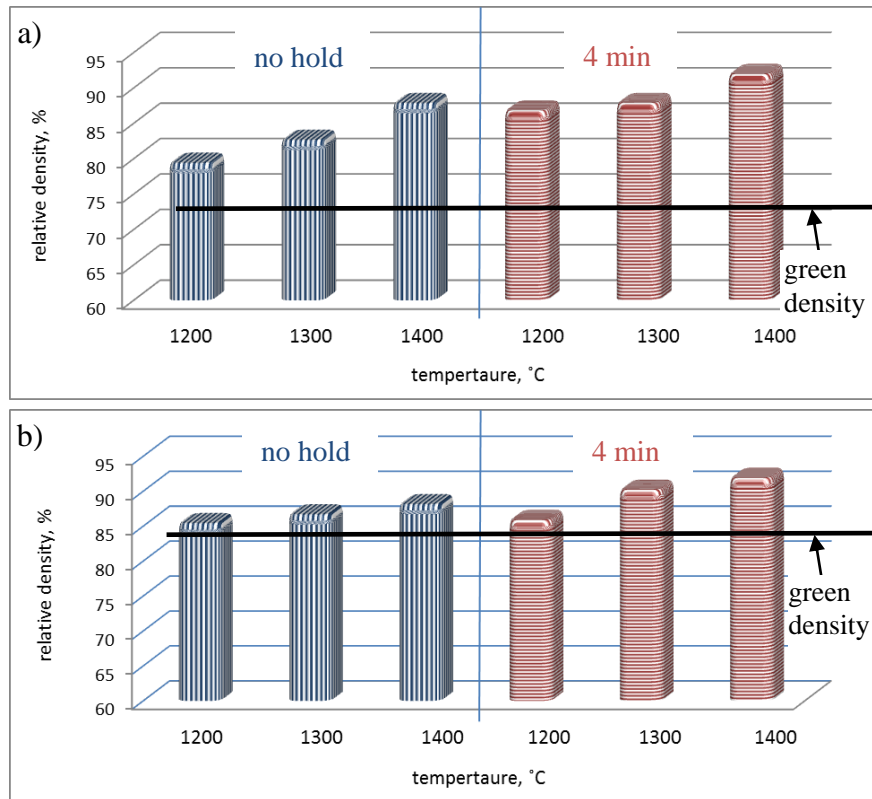 a)
no hold
4 min
95
90
85
80
75
70
65
60
relative density, %
green
density
1200 1300 1400 1200 1300 1400
tempertaure, ˚C
b)
no hold
4 min
95
90
85
80
75
70
65
60
relative density, %
green
density
1200 1300 1400 1200 1300 1400
tempertaure, ˚C